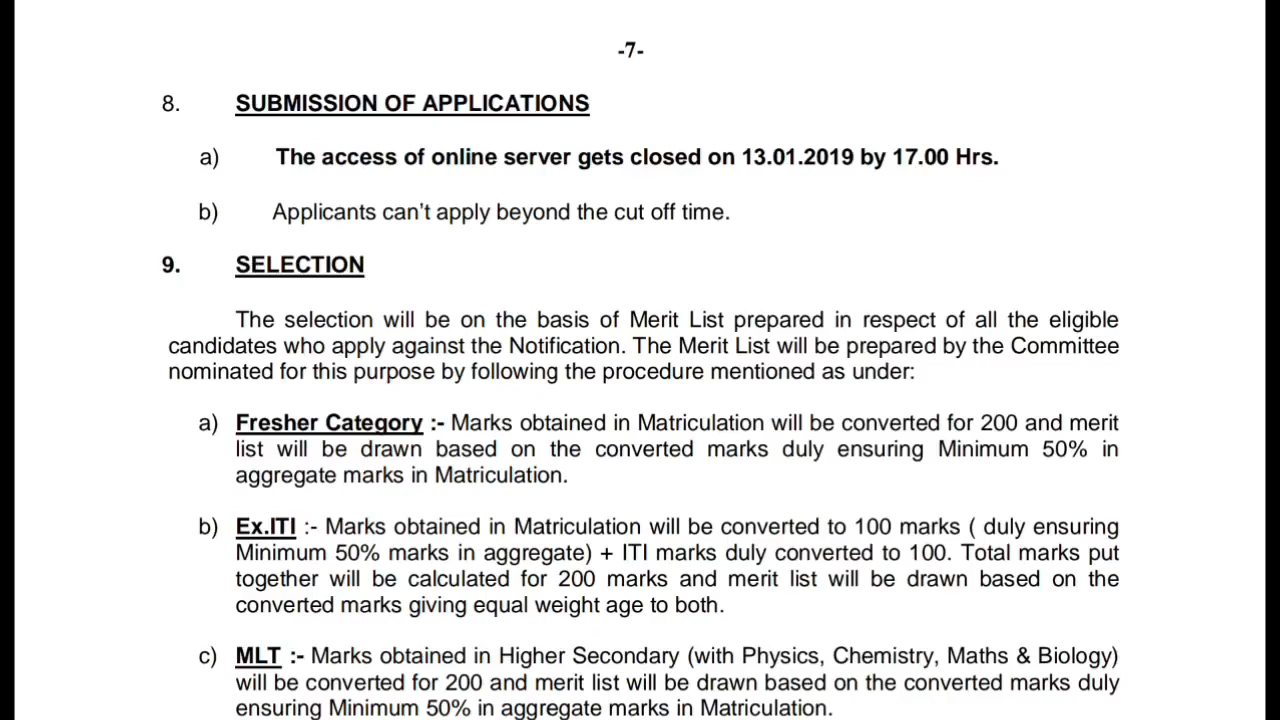 -7-
8. SUBMISSION OF APPLICATIONS
a) The access of online server gets closed on 13.01.2019 by 17.00 Hrs.
b) Applicants can't apply beyond the cut off time.
9. SELECTION
The selection will be on the basis of Merit List prepared in respect of all the eligible
candidates who apply against the Notification. The Merit List will be prepared by the Committee
nominated for this purpose by following the procedure mentioned as under:
a) Fresher Category :- Marks obtained in Matriculation will be converted for 200 and merit
list will be drawn based on the converted marks duly ensuring Minimum 50% in
aggregate marks in Matriculation.
b) Ex.ITI :- Marks obtained in Matriculation will be converted to 100 marks ( duly ensuring
Minimum 50% marks in aggregate) + ITI marks duly converted to 100. Total marks put
together will be calculated for 200 marks and merit list will be drawn based on the
converted marks giving equal weight age to both.
c) MLT :- Marks obtained in Higher Secondary (with Physics, Chemistry, Maths & Biology)
will be converted for 200 and merit list will be drawn based on the converted marks duly
ensuring Minimum 50% in aggregate marks in Matriculation.